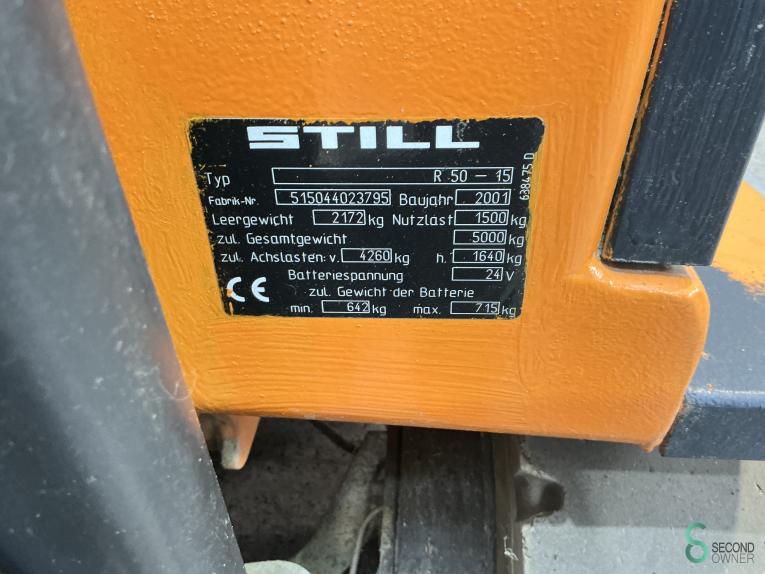 STILL
Typ R 50 - 15
Fabrik-Nr. 515044023795 Baujahr 2001
Leergewicht 2172 kg Nutzlast 1500 kg
zul. Gesamtgewicht 5000 kg
zul. Achslasten: v. 4260 kg h. 1640 kg
Batteriespannung 24 V
CE zul. Gewicht der Batterie
min. 642 kg max. 715 kg
638475 D
SECOND
OWNER